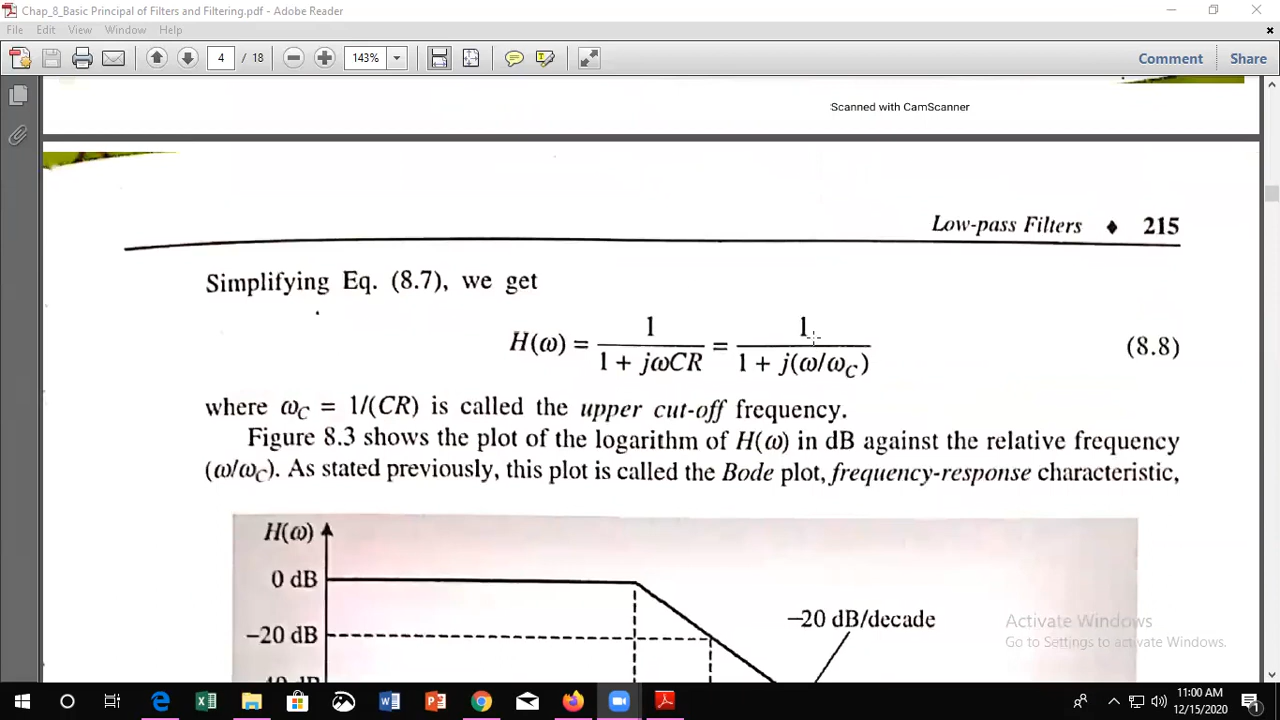 Chap_8_Basic Principal of Filters and Filtering.pdf - Adobe Reader
File Edit View Window Help
4 / 18 143% Comment Share
Scanned with CamScanner
Low-pass Filters ♦ 215
Simplifying Eq. (8.7), we get
H(ω) = 1 / (1 + jωCR) = 1 / (1 + j(ω/ω_C)) (8.8)
where ω_C = 1/(CR) is called the upper cut-off frequency.
Figure 8.3 shows the plot of the logarithm of H(ω) in dB against the relative frequency
(ω/ω_C). As stated previously, this plot is called the Bode plot, frequency-response characteristic,
H(ω)
0 dB
−20 dB/decade
−20 dB
Activate Windows
Go to Settings to activate Windows.
11:00 AM
12/15/2020